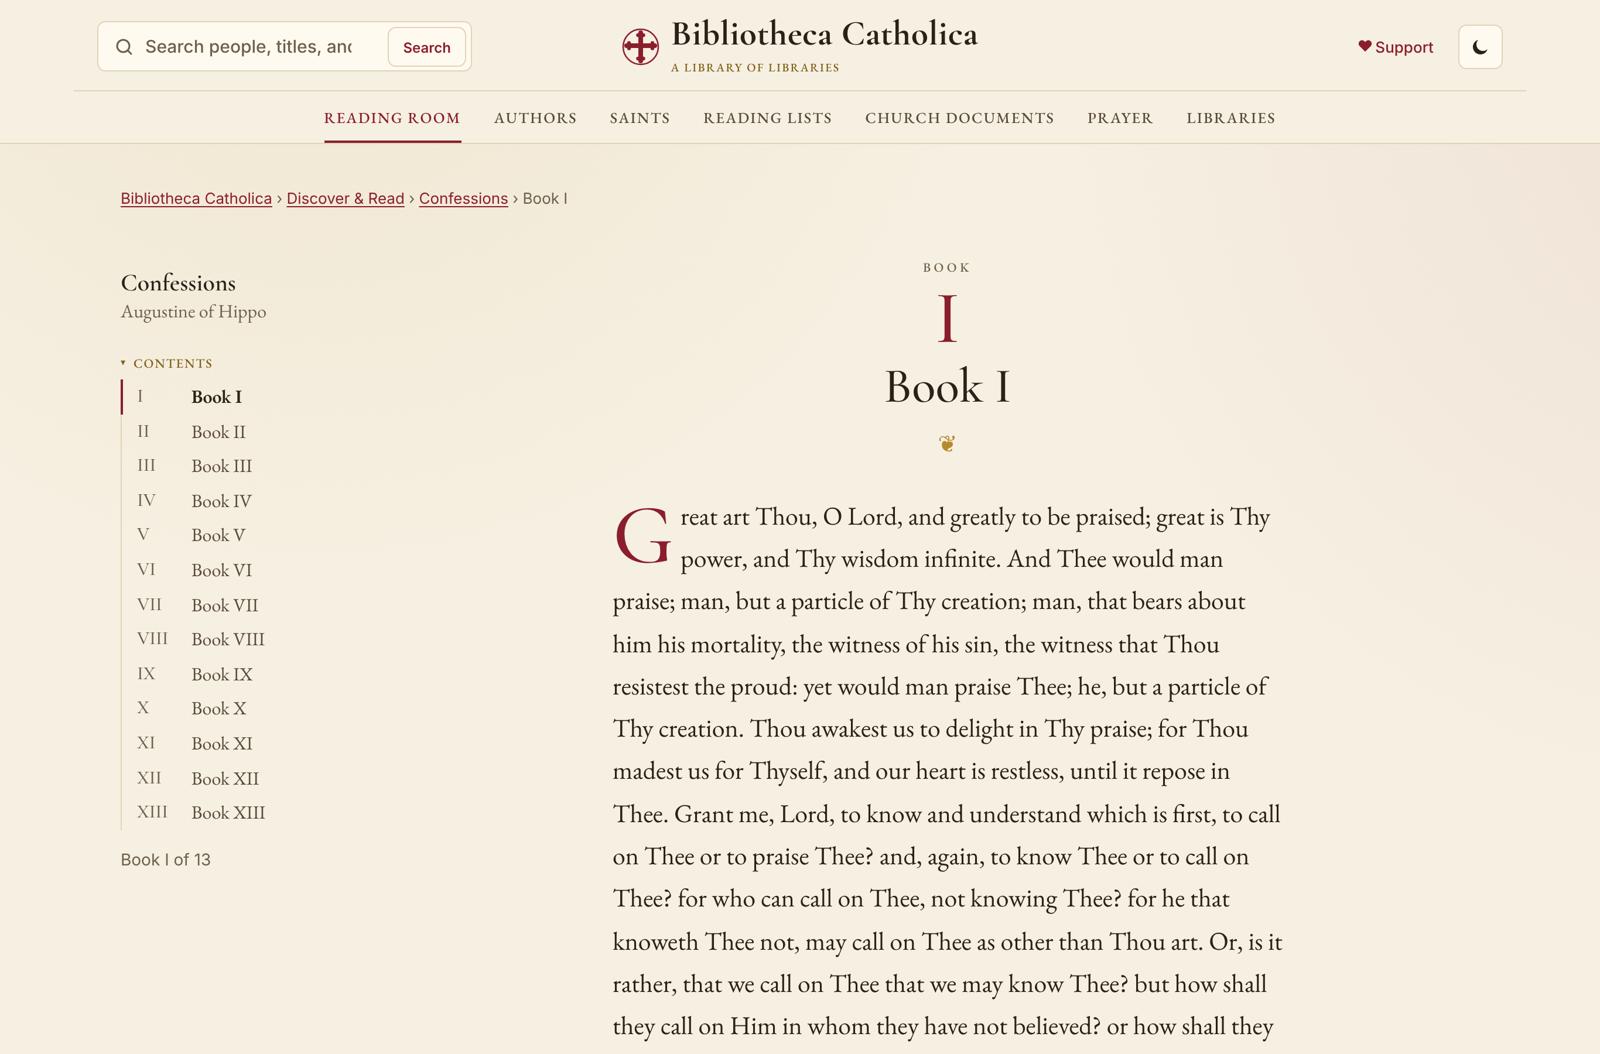 Search people, titles, and
Search
Bibliotheca Catholica
A LIBRARY OF LIBRARIES
Support
READING ROOM
AUTHORS
SAINTS
READING LISTS
CHURCH DOCUMENTS
PRAYER
LIBRARIES
Bibliotheca Catholica › Discover & Read › Confessions › Book I
Confessions
Augustine of Hippo
CONTENTS
I Book I
II Book II
III Book III
IV Book IV
V Book V
VI Book VI
VII Book VII
VIII Book VIII
IX Book IX
X Book X
XI Book XI
XII Book XII
XIII Book XIII
Book I of 13
BOOK
I
Book I
Great art Thou, O Lord, and greatly to be praised; great is Thy
power, and Thy wisdom infinite. And Thee would man
praise; man, but a particle of Thy creation; man, that bears about
him his mortality, the witness of his sin, the witness that Thou
resistest the proud: yet would man praise Thee; he, but a particle of
Thy creation. Thou awakest us to delight in Thy praise; for Thou
madest us for Thyself, and our heart is restless, until it repose in
Thee. Grant me, Lord, to know and understand which is first, to call
on Thee or to praise Thee? and, again, to know Thee or to call on
Thee? for who can call on Thee, not knowing Thee? for he that
knoweth Thee not, may call on Thee as other than Thou art. Or, is it
rather, that we call on Thee that we may know Thee? but how shall
they call on Him in whom they have not believed? or how shall they